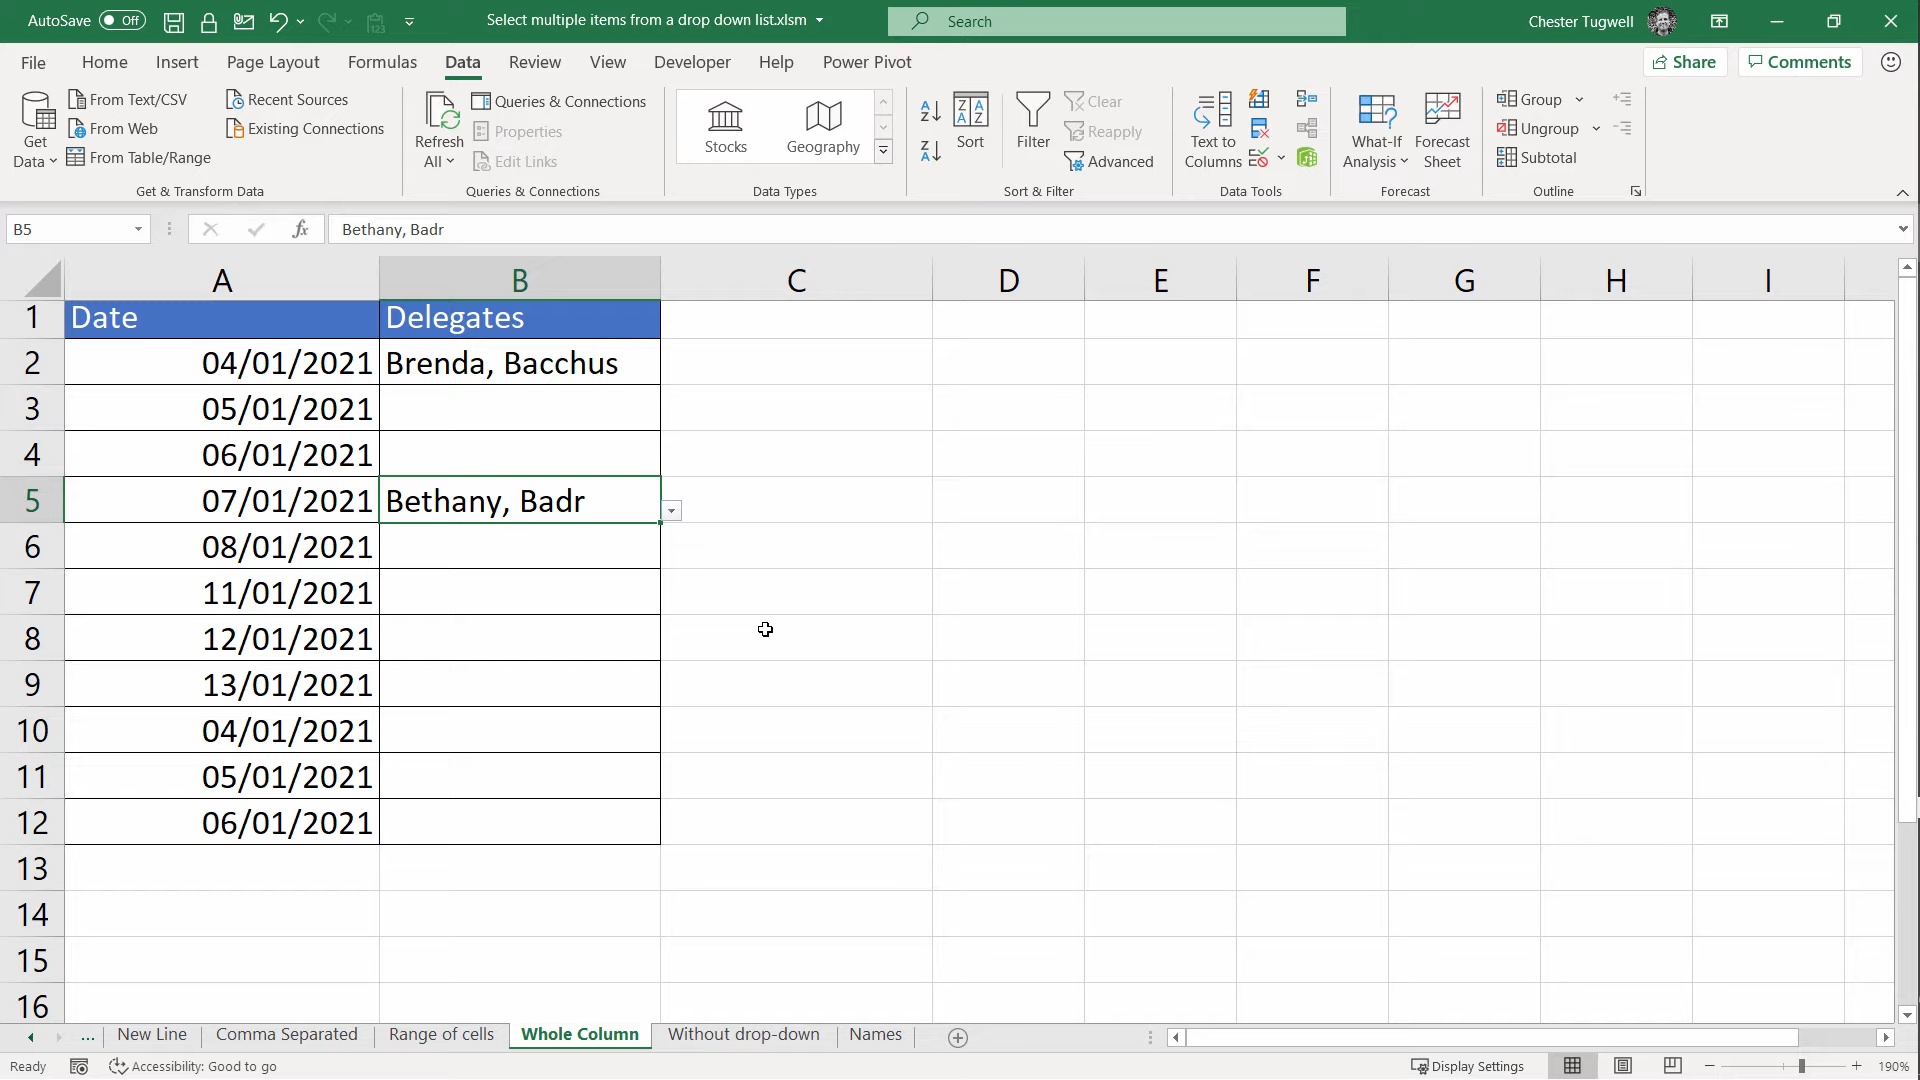 AutoSave Off Select multiple items from a drop down list.xlsm Search Chester Tugwell
File Home Insert Page Layout Formulas Data Review View Developer Help Power Pivot Share Comments
Get Data
From Text/CSV
From Web
From Table/Range
Recent Sources
Existing Connections
Get & Transform Data
Refresh All
Queries & Connections
Properties
Edit Links
Queries & Connections
Stocks Geography
Data Types
Sort
Filter
Clear
Reapply
Advanced
Sort & Filter
Text to Columns
Data Tools
What-If Analysis
Forecast Sheet
Forecast
Group
Ungroup
Subtotal
Outline
B5 fx Bethany, Badr
A B C D E F G H I
1 Date Delegates
2 04/01/2021 Brenda, Bacchus
3 05/01/2021
4 06/01/2021
5 07/01/2021 Bethany, Badr
6 08/01/2021
7 11/01/2021
8 12/01/2021
9 13/01/2021
10 04/01/2021
11 05/01/2021
12 06/01/2021
13
14
15
16
... New Line Comma Separated Range of cells Whole Column Without drop-down Names
Ready Accessibility: Good to go Display Settings 190%